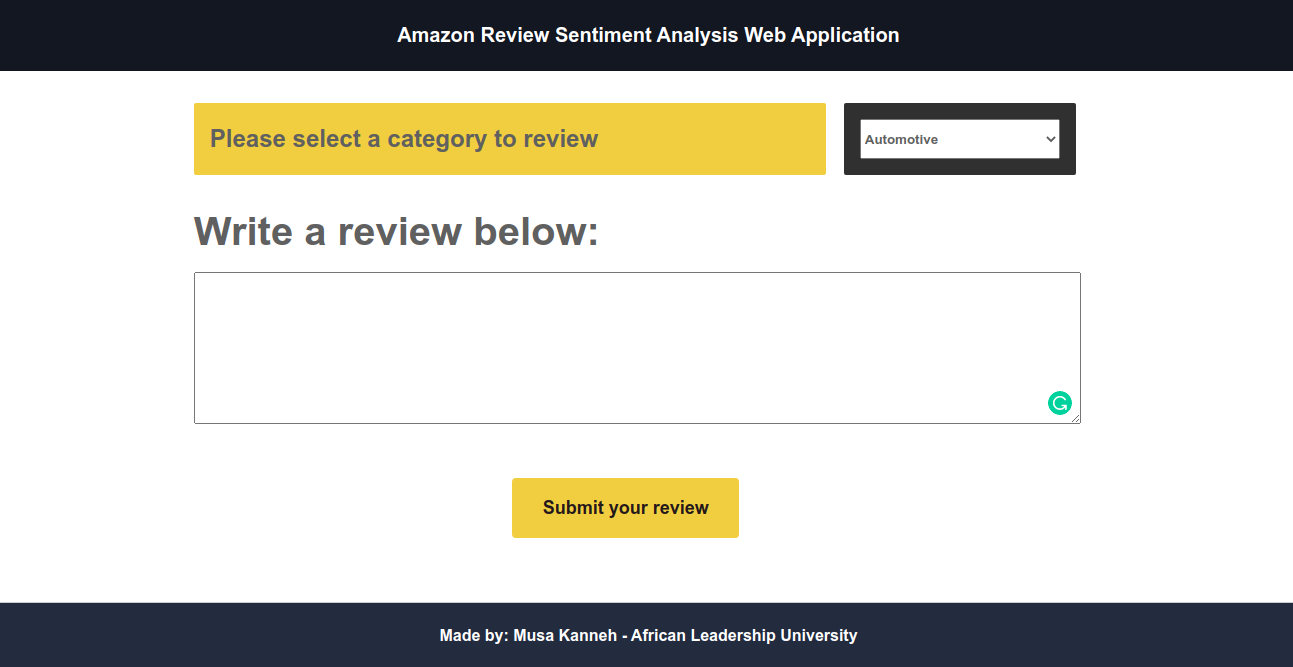 Amazon Review Sentiment Analysis Web Application
Please select a category to review
Automotive
Write a review below:
Submit your review
Made by: Musa Kanneh - African Leadership University